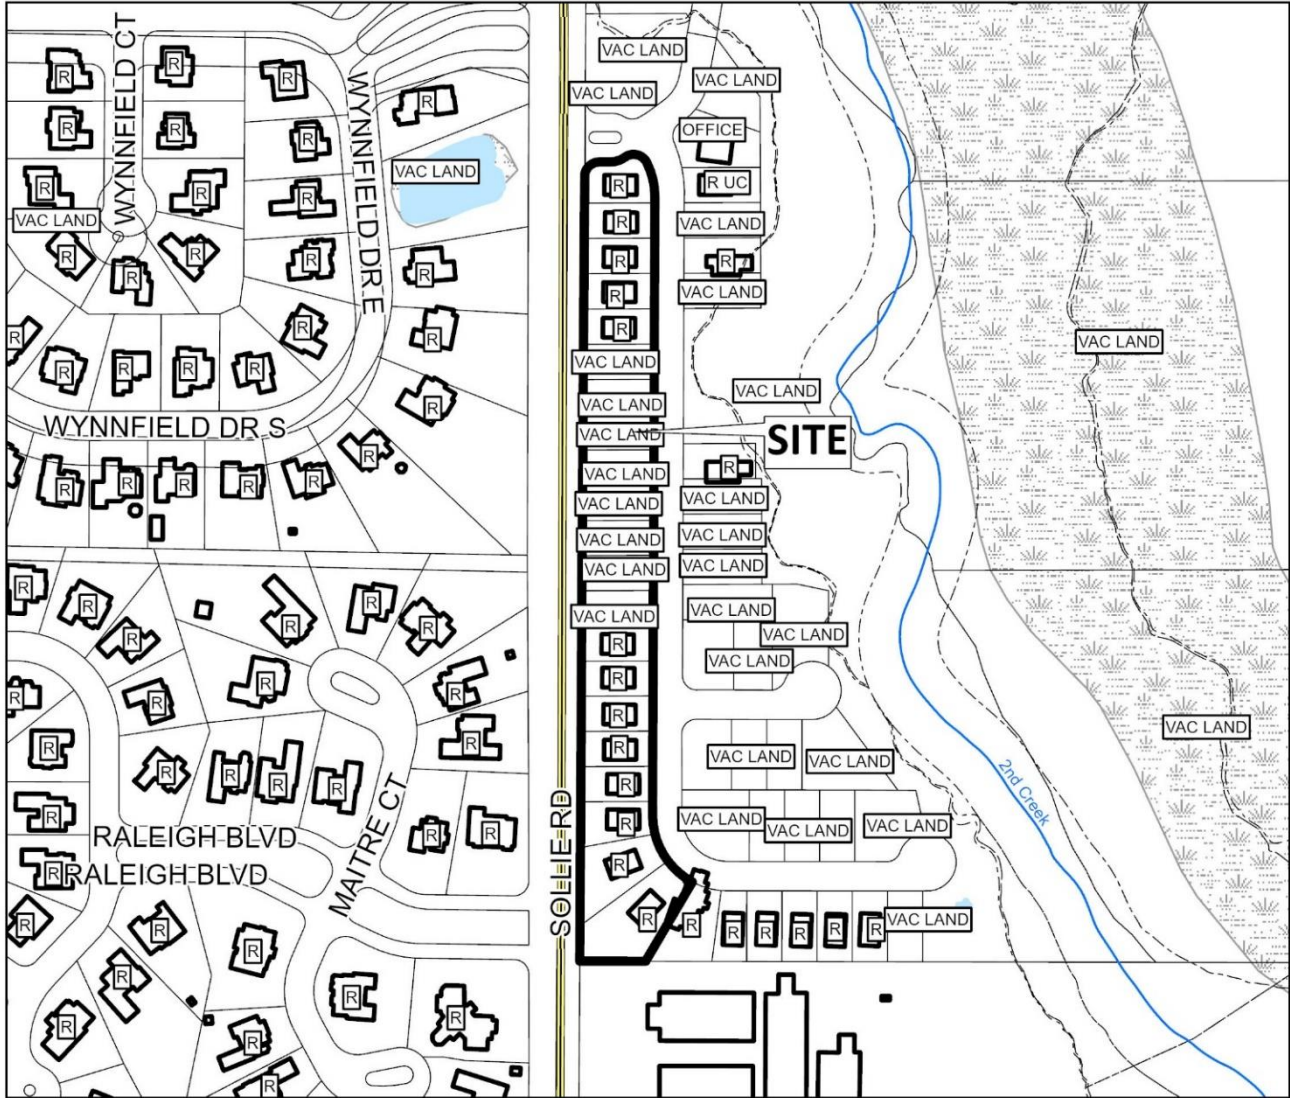 WYNNFIELD CT
R
R
R
WYNNFIELD DR E
R
VAC LAND
VAC LAND
VAC LAND
R
R
R
OFFICE
VAC LAND
R
R
R
R
R UC
VAC LAND
R
VAC LAND
R
R
R
R
R
R
R
VAC LAND
R
R
R
R
R
VAC LAND
R
R
R
R
R
VAC LAND
R
VAC LAND
VAC LAND
WYNNFIELD DR S
VAC LAND
SITE
R
R
R
R
R
R
R
VAC LAND
VAC LAND
VAC LAND
VAC LAND
VAC LAND
VAC LAND
VAC LAND
R
R
R
R
R
R
VAC LAND
VAC LAND
VAC LAND
R
R
VAC LAND
R
R
R
R
R
R
VAC LAND
R
R
R
R
R
R
R
VAC LAND
VAC LAND
2nd Creek
R
R
R
R
R
VAC LAND
VAC LAND
VAC LAND
RALEIGH BLVD
MAITRE CT
SOLLIE RD
R
RALEIGH BLVD
R
R
R
R
R
R
R
R
R
R
VAC LAND
R
R
R
R
R
R
R
R